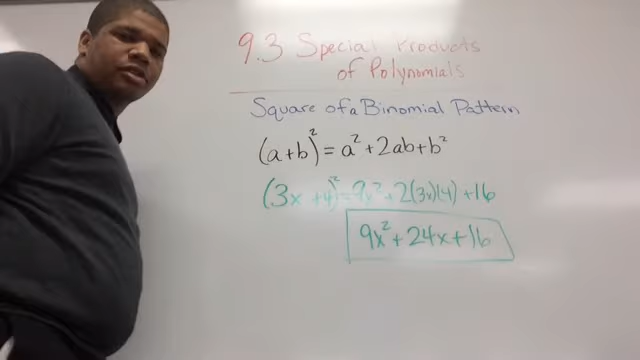 9.3 Special Products
of Polynomials
Square of a Binomial Pattern
(a+b)² = a² + 2ab + b²
(3x+4)² = 9x² + 2(3x)(4) + 16
9x² + 24x + 16